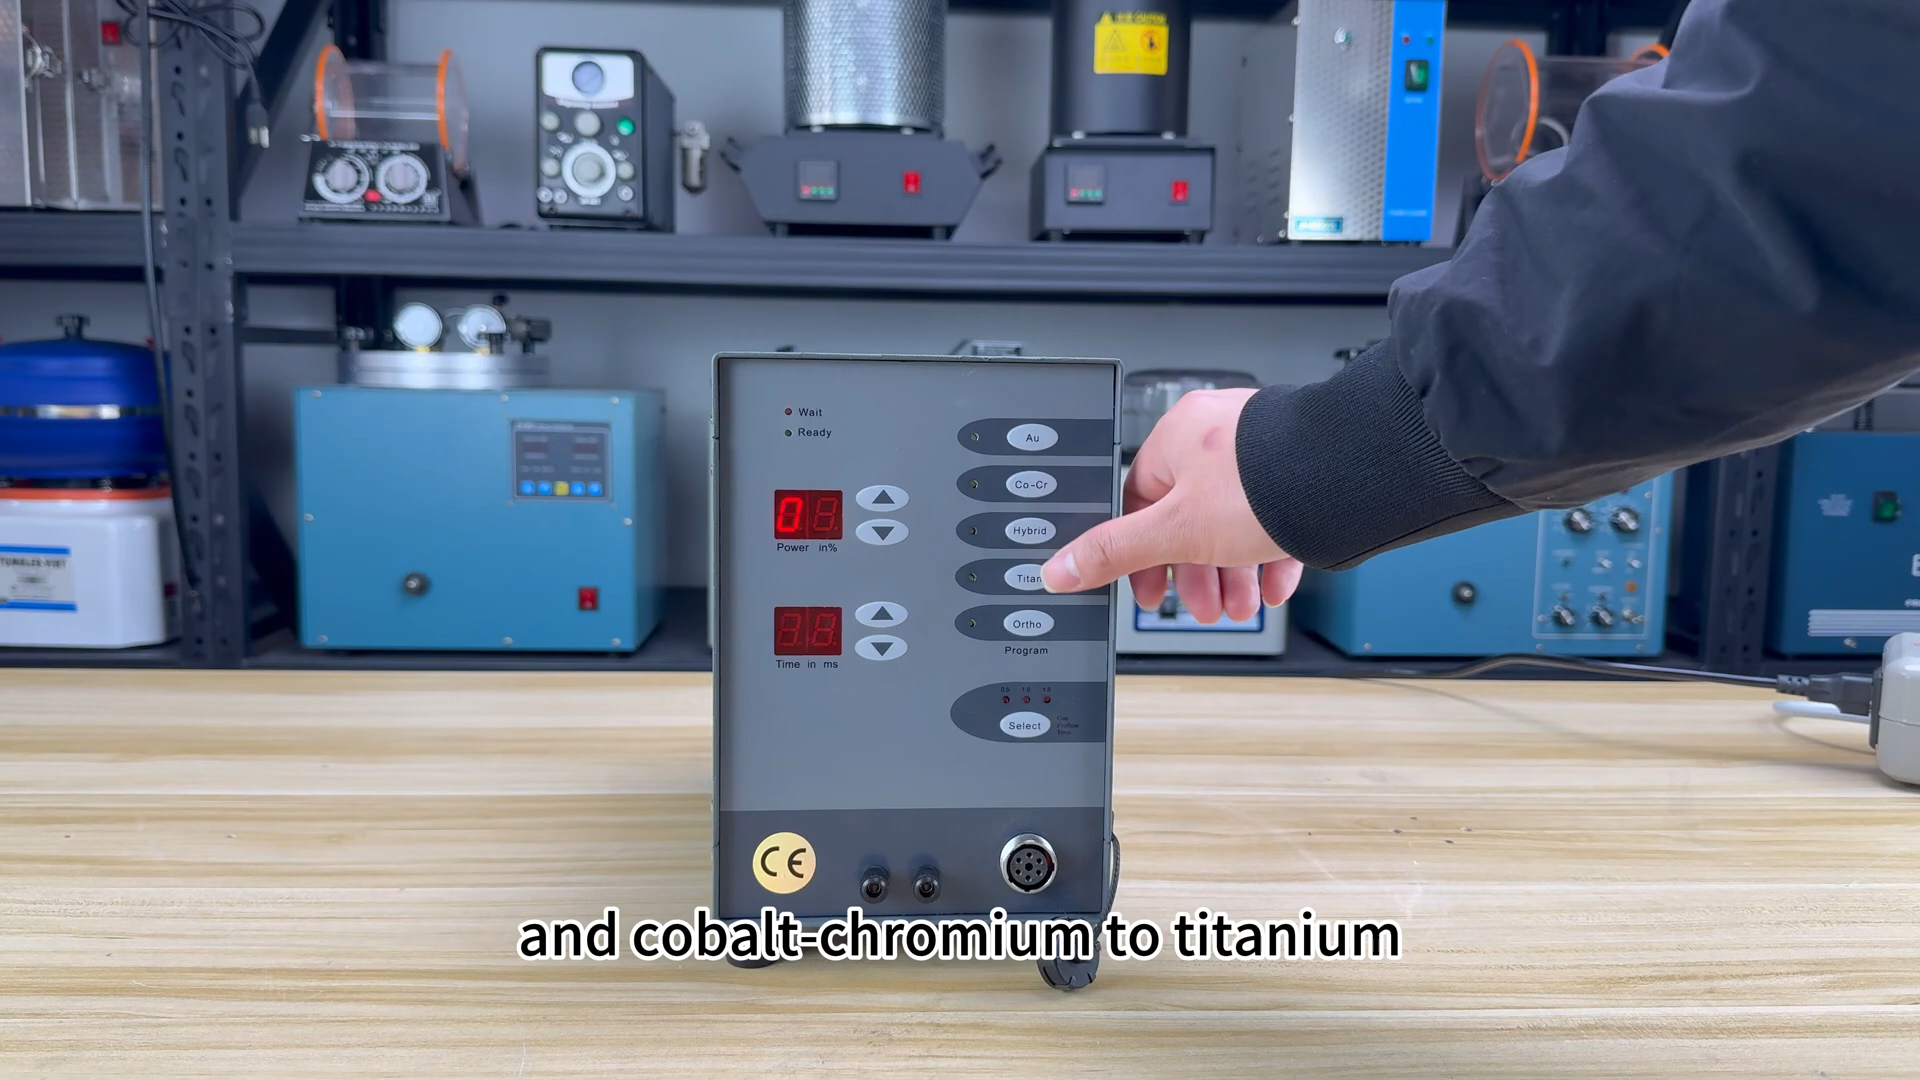 Wait
Ready
Au
Co-Cr
Hybrid
Power in%
Titan
Ortho
Time in ms
Program
Select
CE
and cobalt-chromium to titanium